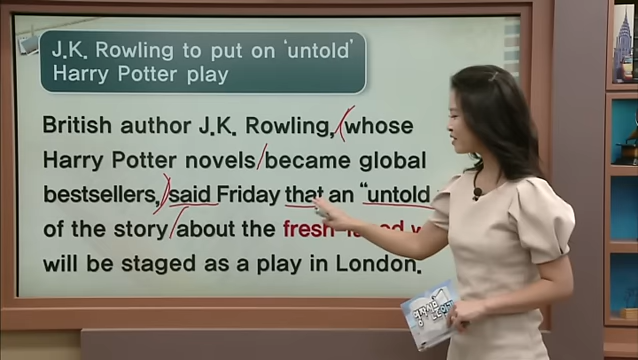 J.K. Rowling to put on 'untold'
Harry Potter play
British author J.K. Rowling, whose
Harry Potter novels became global
bestsellers, said Friday that an “untold
of the story about the fresh
will be staged as a play in London.